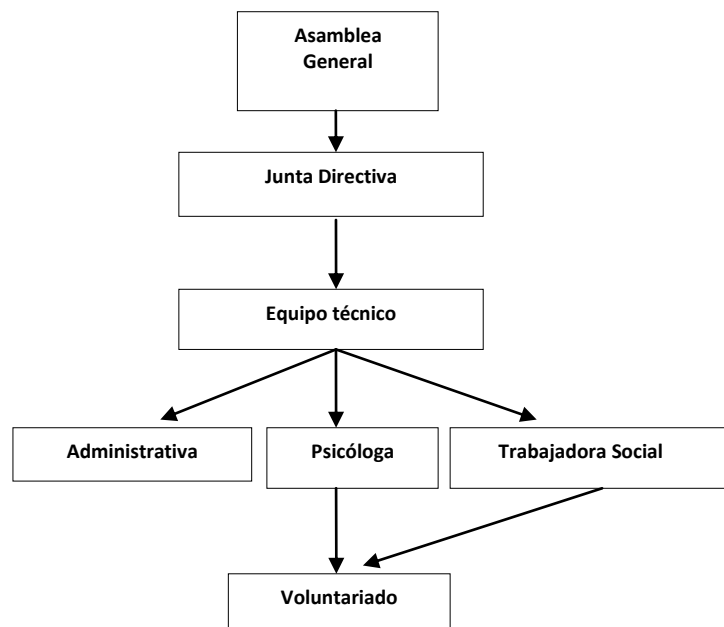 Asamblea
General
Junta Directiva
Equipo técnico
Administrativa
Psicóloga
Trabajadora Social
Voluntariado